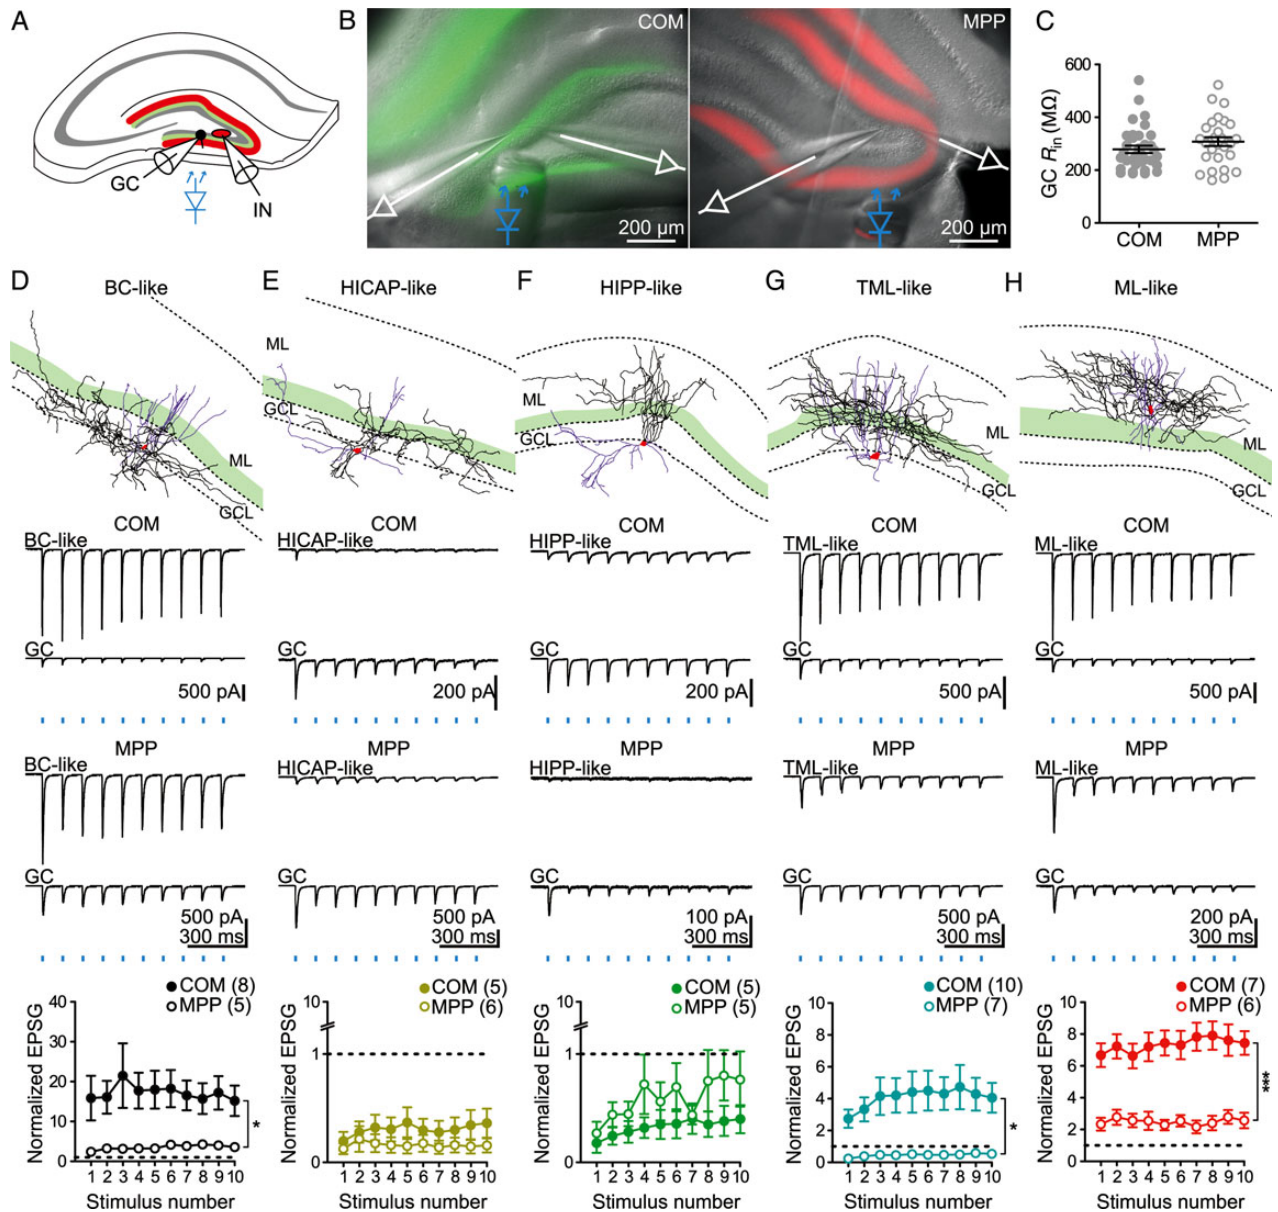 A
GC
IN
B
COM
200 µm
MPP
200 µm
C
GC Rin (MΩ)
600
400
200
0
COM
MPP
D
BC-like
ML
GCL
COM
BC-like
GC
500 pA
MPP
BC-like
GC
500 pA
300 ms
COM (8)
MPP (5)
Normalized EPSG
40
30
20
10
0
*
1 2 3 4 5 6 7 8 9 10
Stimulus number
E
HICAP-like
ML
GCL
COM
HICAP-like
GC
200 pA
MPP
HICAP-like
GC
500 pA
300 ms
COM (5)
MPP (6)
Normalized EPSG
10
1
0
1 2 3 4 5 6 7 8 9 10
Stimulus number
F
HIPP-like
ML
GCL
COM
HIPP-like
GC
200 pA
MPP
HIPP-like
GC
100 pA
300 ms
COM (5)
MPP (5)
Normalized EPSG
10
1
0
1 2 3 4 5 6 7 8 9 10
Stimulus number
G
TML-like
ML
GCL
COM
TML-like
GC
500 pA
MPP
TML-like
GC
500 pA
300 ms
COM (10)
MPP (7)
Normalized EPSG
10
8
6
4
2
0
*
1 2 3 4 5 6 7 8 9 10
Stimulus number
H
ML-like
ML
GCL
COM
ML-like
GC
500 pA
MPP
ML-like
GC
200 pA
300 ms
COM (7)
MPP (6)
Normalized EPSG
10
8
6
4
2
0
***
1 2 3 4 5 6 7 8 9 10
Stimulus number